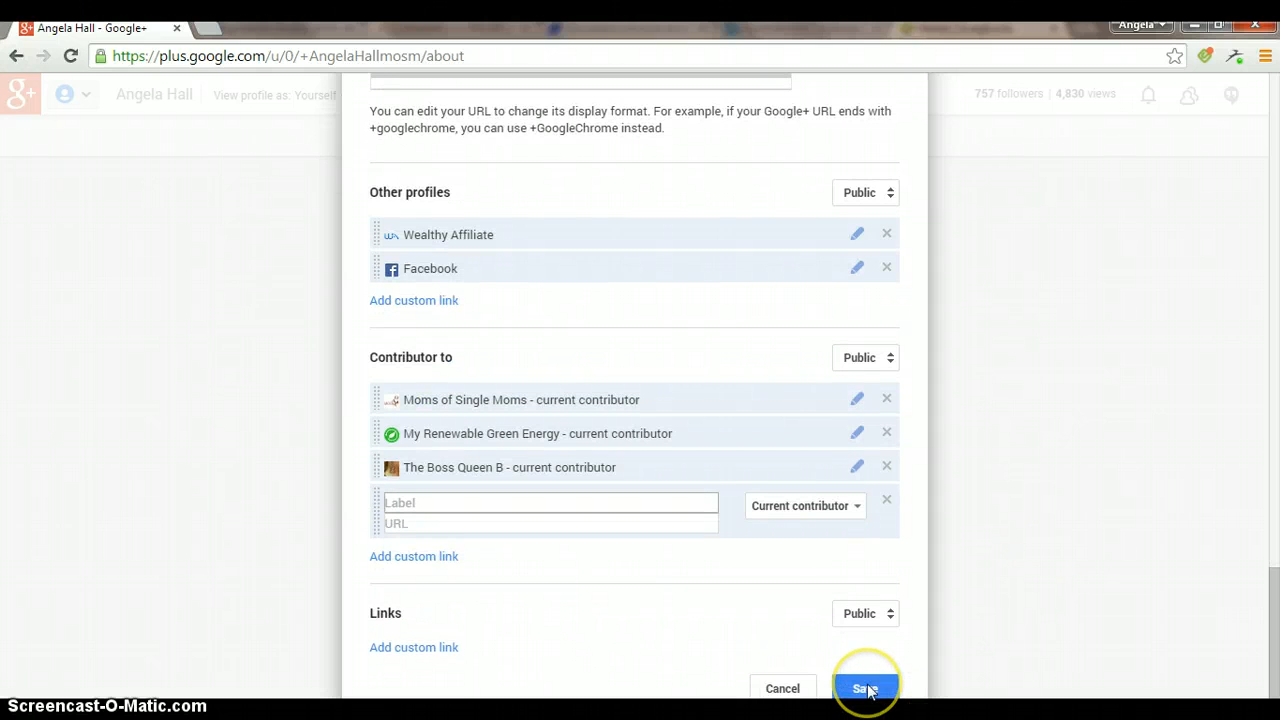 Angela Hall - Google+
Angela
https://plus.google.com/u/0/+AngelaHallmosm/about
g+ Angela Hall View profile as: Yourself 757 followers | 4,830 views
You can edit your URL to change its display format. For example, if your Google+ URL ends with
+googlechrome, you can use +GoogleChrome instead.
Other profiles Public
Wealthy Affiliate
Facebook
Add custom link
Contributor to Public
Moms of Single Moms - current contributor
My Renewable Green Energy - current contributor
The Boss Queen B - current contributor
Label Current contributor
URL
Add custom link
Links Public
Add custom link
Cancel Save
Screencast-O-Matic.com